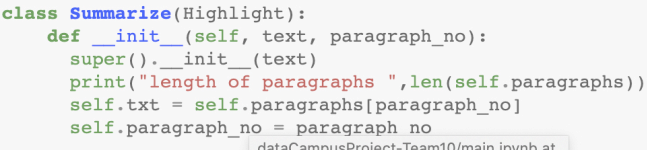 class Summarize(Highlight):
    def __init__(self, text, paragraph_no):
      super().__init__(text)
      print("length of paragraphs ",len(self.paragraphs))
      self.txt = self.paragraphs[paragraph_no]
      self.paragraph_no = paragraph_no
dataCampusProject-Team10/main.ipynb at